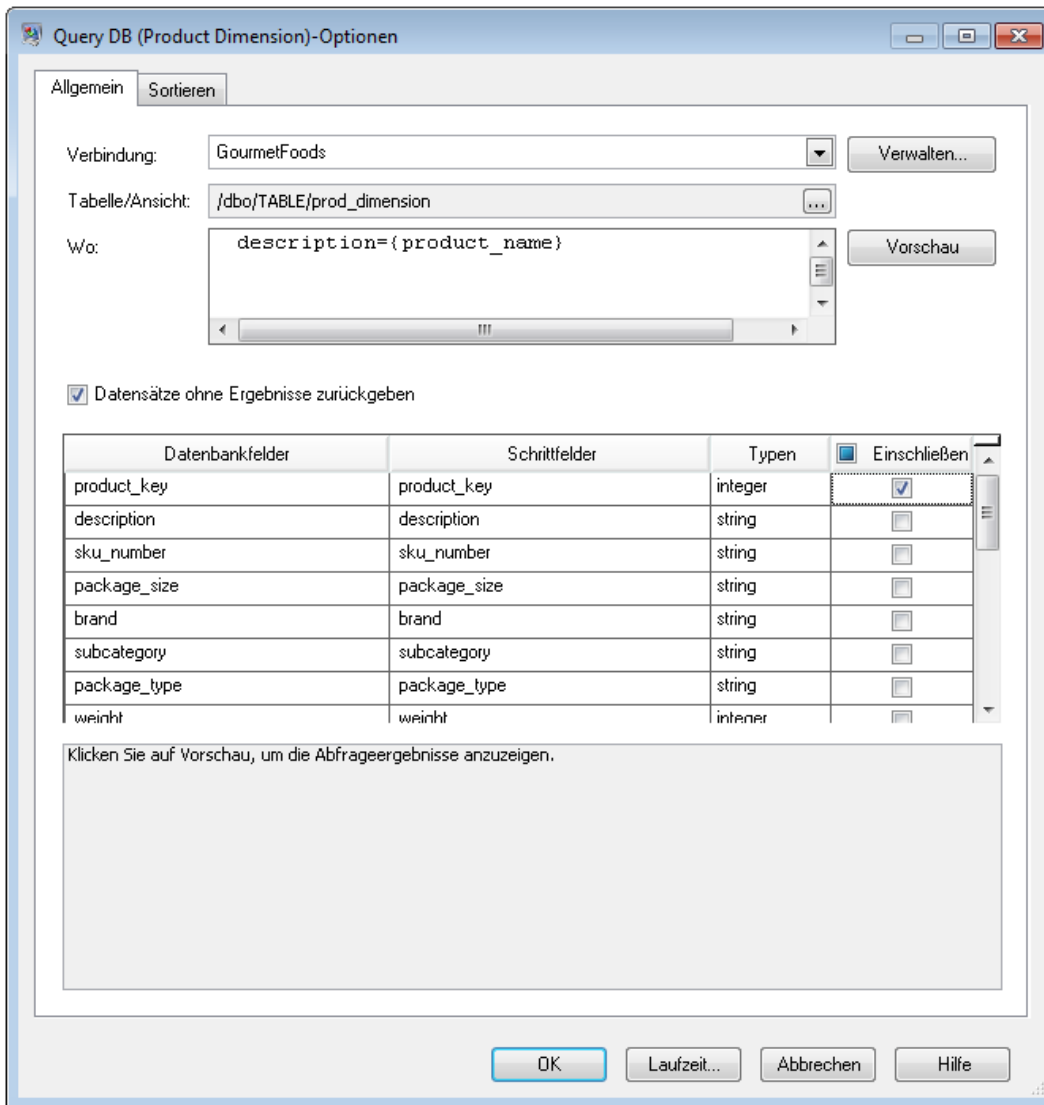 Query DB (Product Dimension)-Optionen
Allgemein Sortieren
Verbindung: GourmetFoods Verwalten...
Tabelle/Ansicht: /dbo/TABLE/prod_dimension ...
Wo: description={product_name} Vorschau
Datensätze ohne Ergebnisse zurückgeben
Datenbankfelder Schrittfelder Typen Einschließen
product_key product_key integer
description description string
sku_number sku_number string
package_size package_size string
brand brand string
subcategory subcategory string
package_type package_type string
weight weight integer
Klicken Sie auf Vorschau, um die Abfrageergebnisse anzuzeigen.
OK Laufzeit... Abbrechen Hilfe